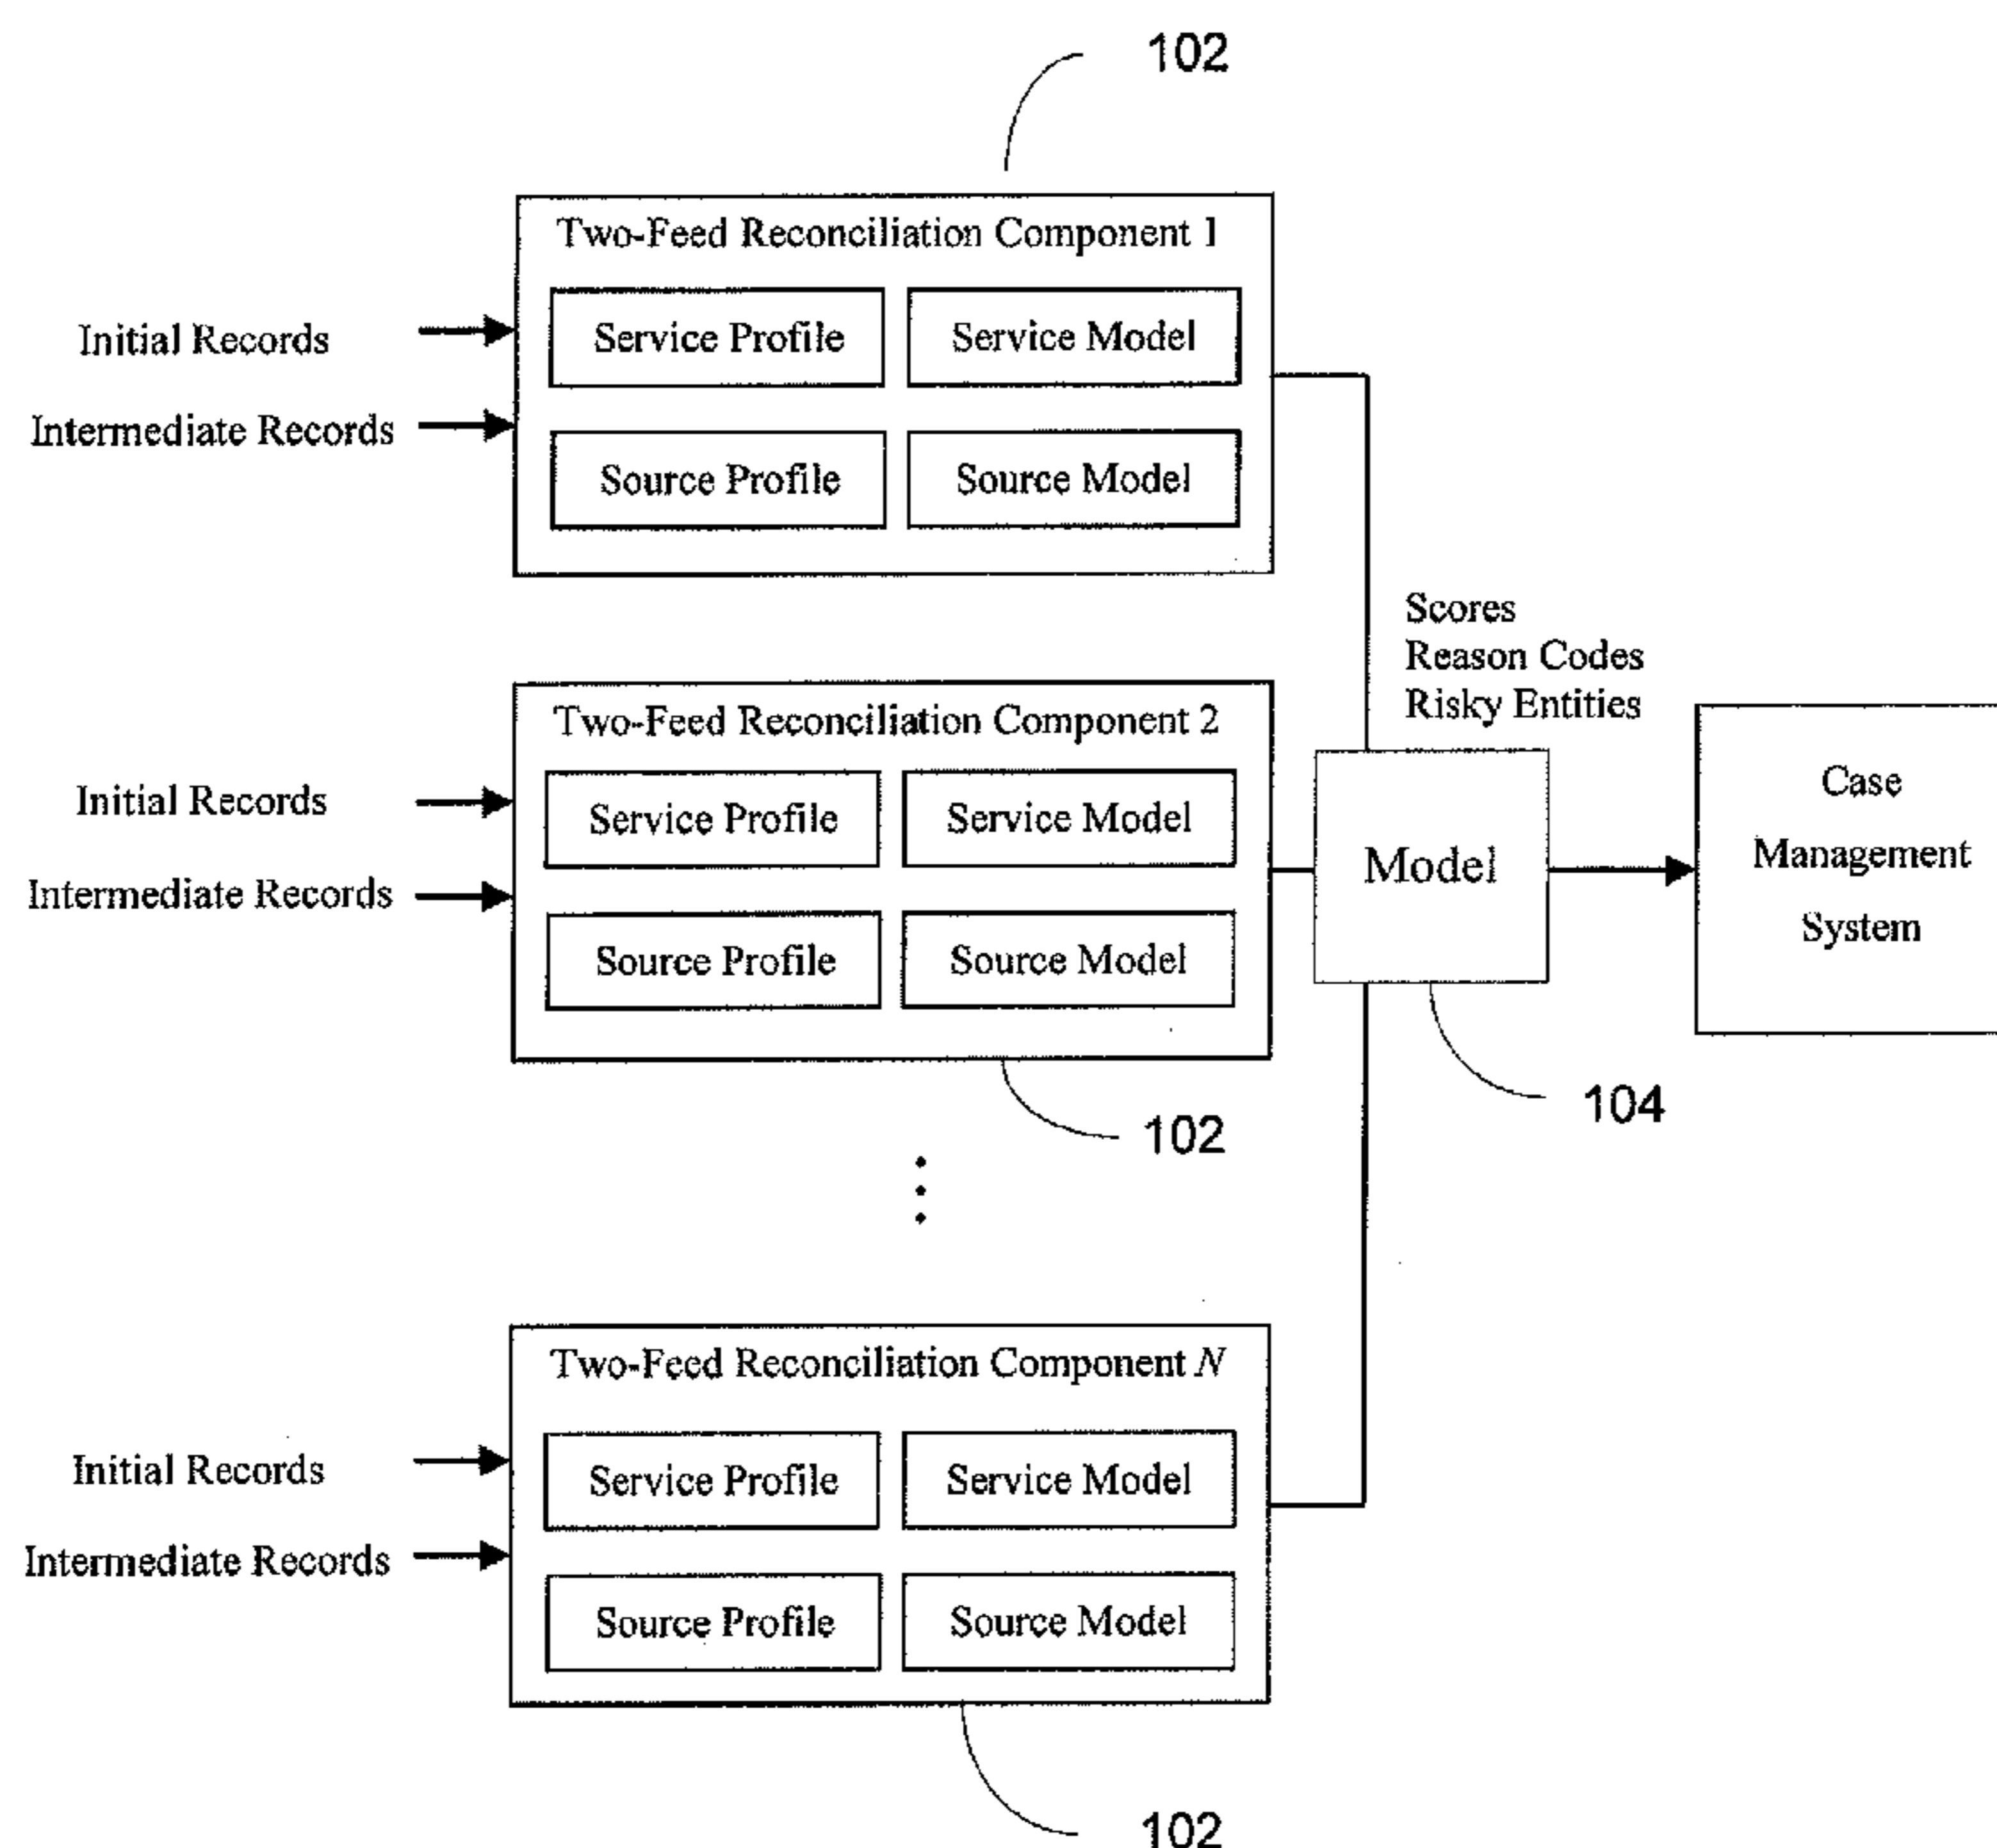 102
Two-Feed Reconciliation Component 1
Initial Records
Service Profile
Service Model
Intermediate Records
Source Profile
Source Model
Scores
Reason Codes
Risky Entities
Two-Feed Reconciliation Component 2
Initial Records
Service Profile
Service Model
Intermediate Records
Source Profile
Source Model
Model
Case
Management
System
104
102
Two-Feed Reconciliation Component N
Initial Records
Service Profile
Service Model
Intermediate Records
Source Profile
Source Model
102